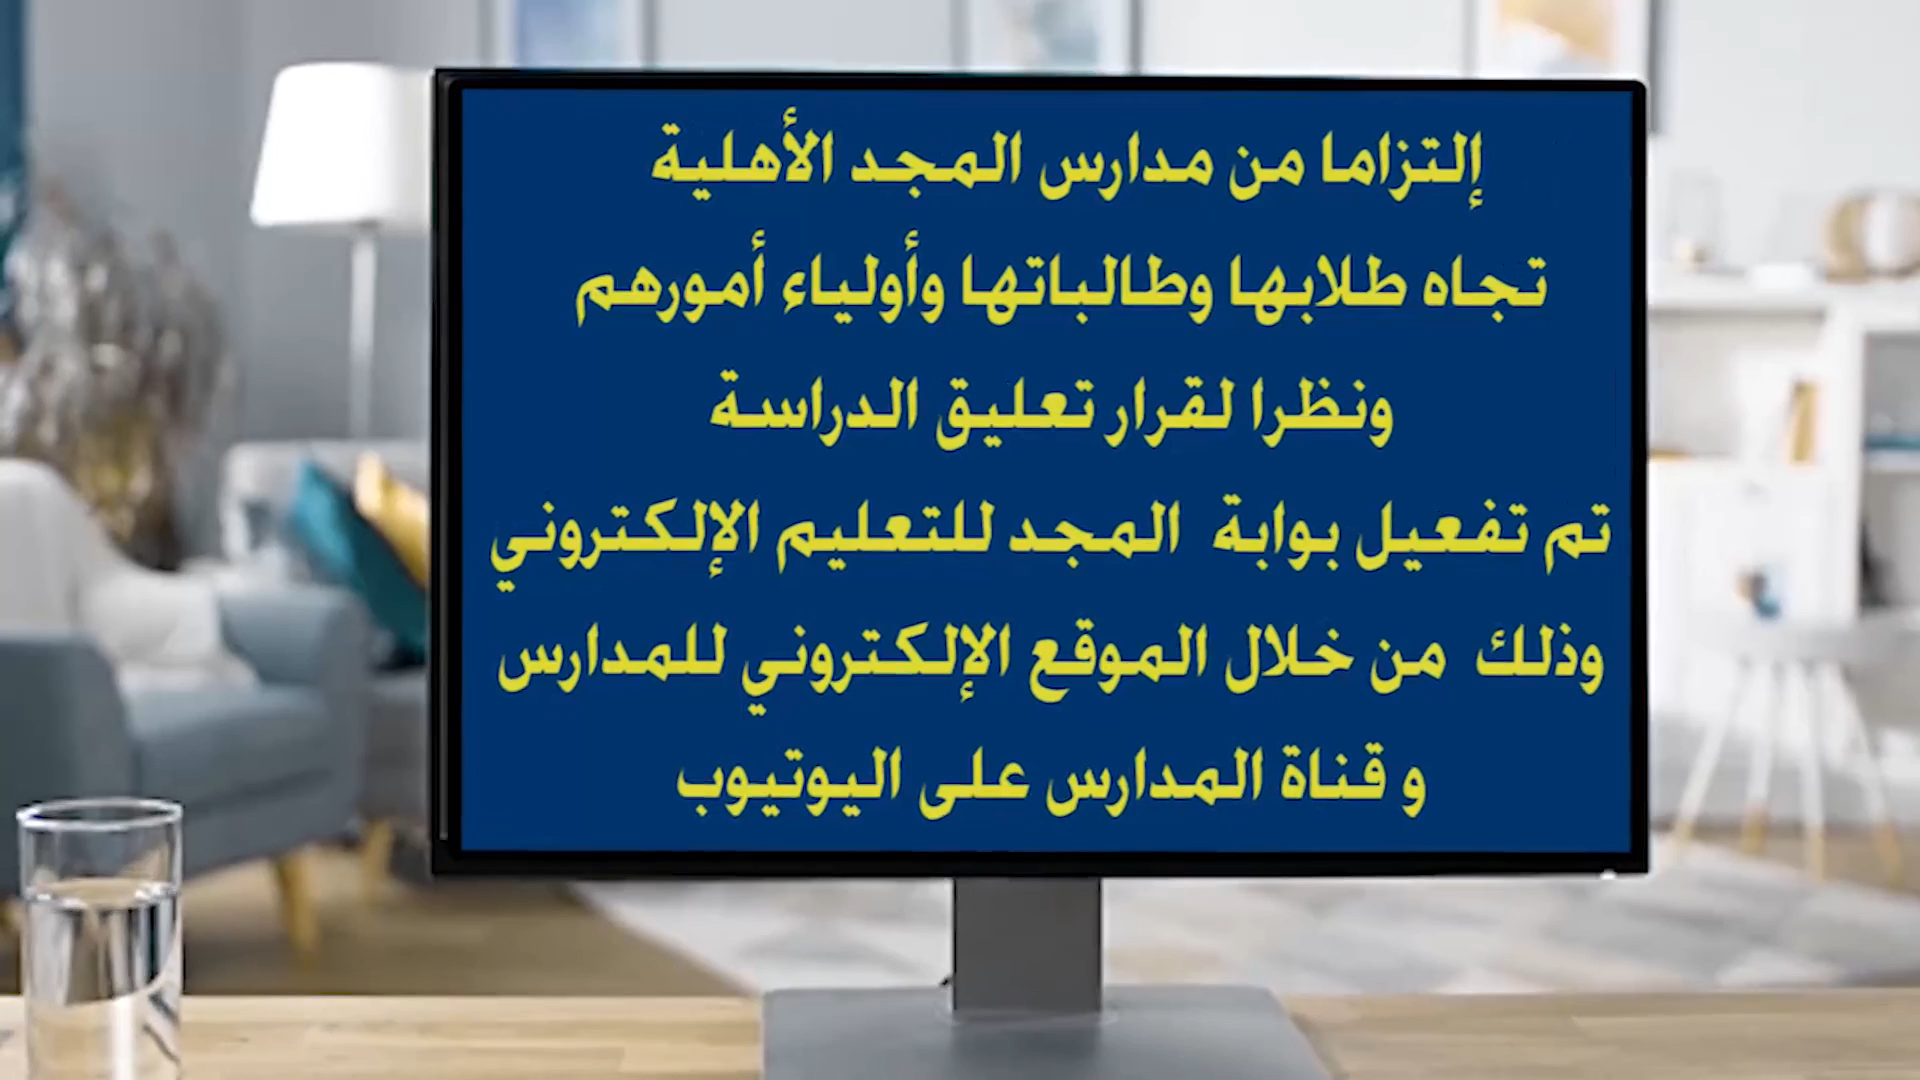 إلتزاما من مدارس المجد الأهلية
تجاه طلابها وطالباتها وأولياء أمورهم
ونظرا لقرار تعليق الدراسة
تم تفعيل بوابة المجد للتعليم الإلكتروني
وذلك من خلال الموقع الإلكتروني للمدارس
و قناة المدارس على اليوتيوب